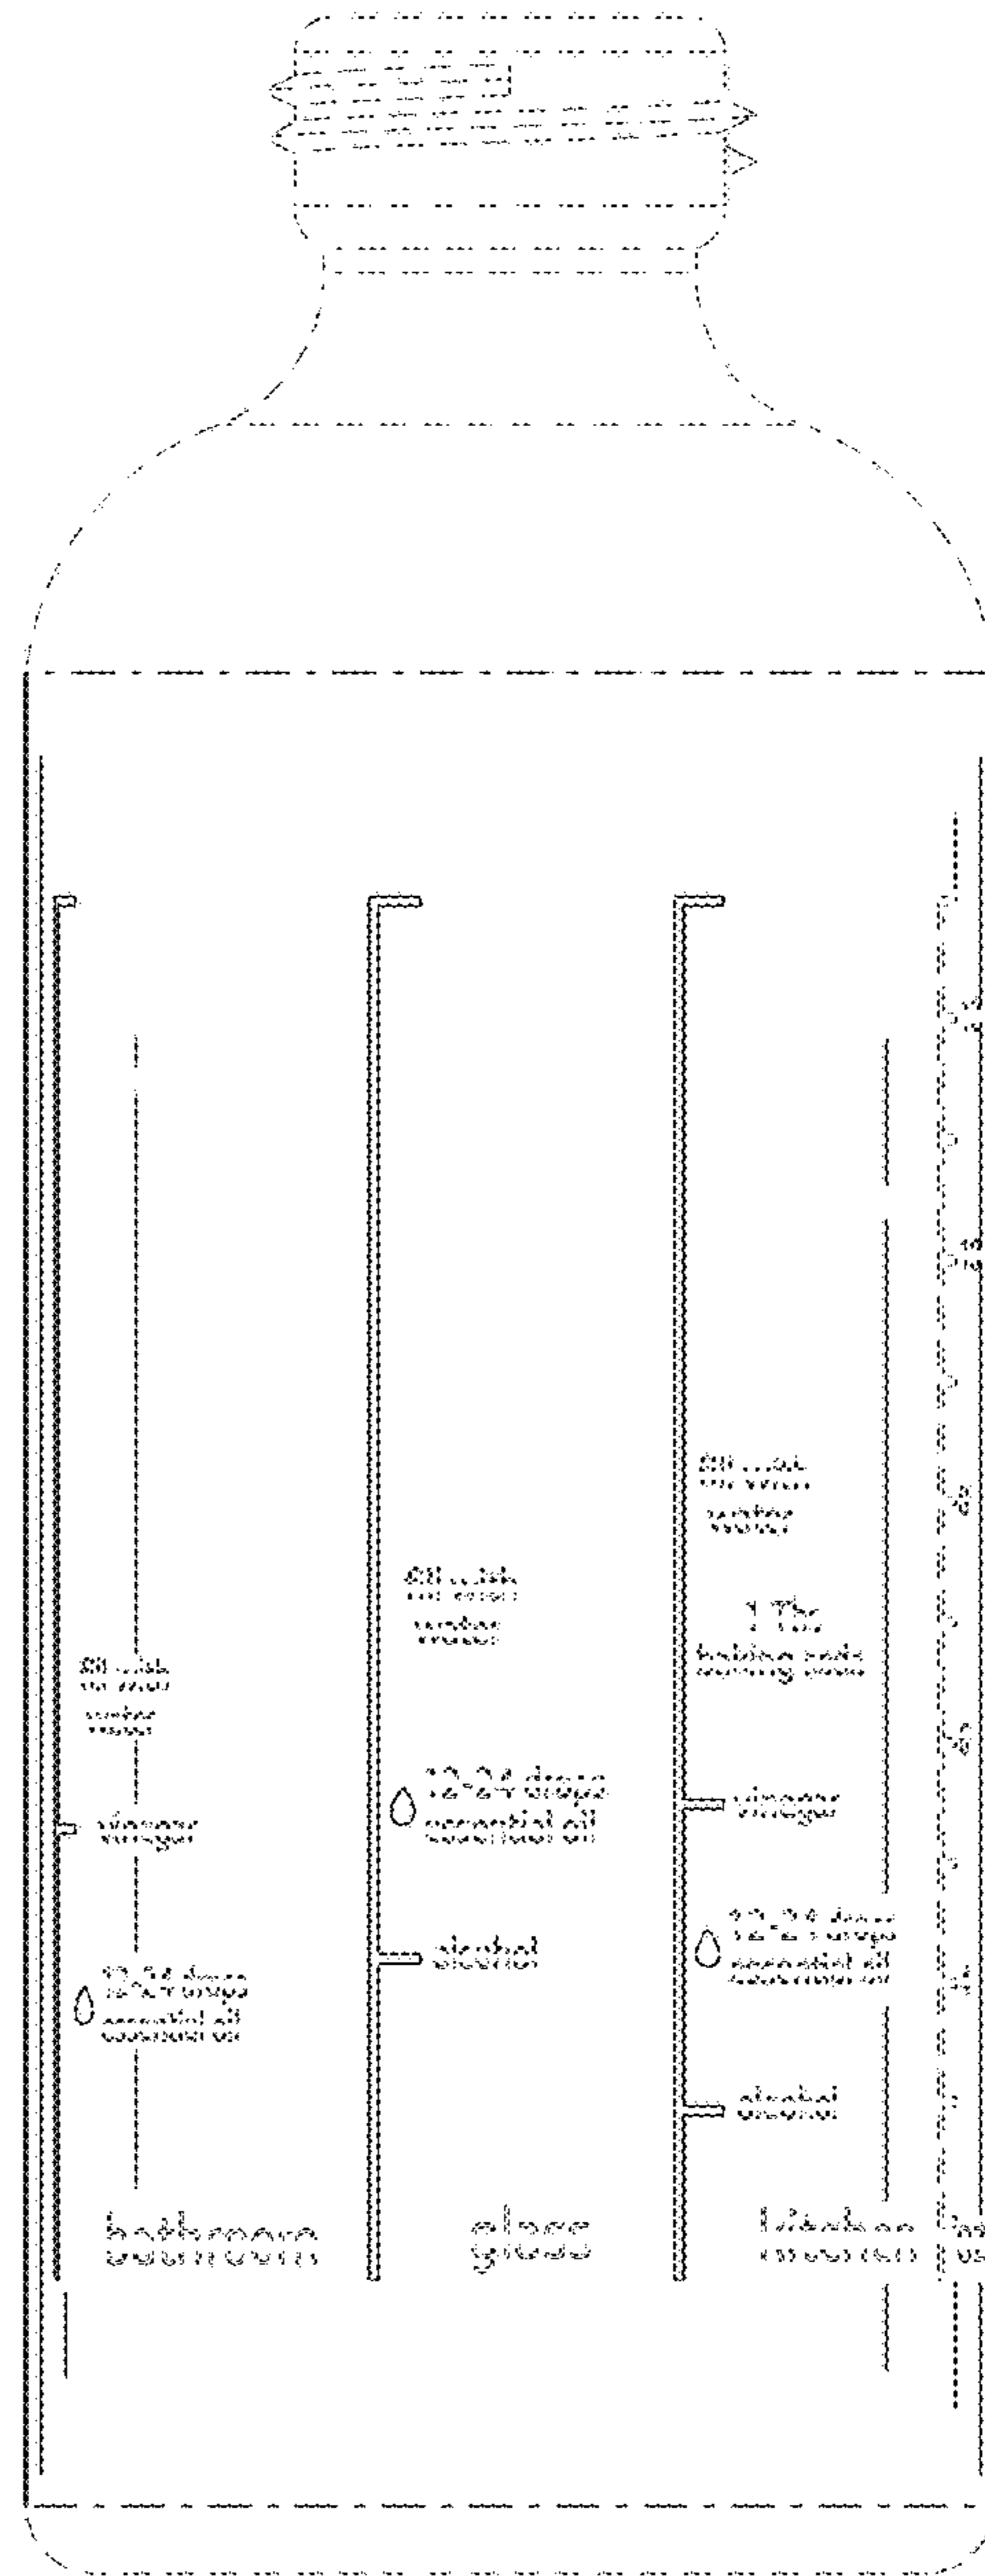 fill with
water
vinegar
12-24 drops
essential oil
bathroom
fill with
water
12-24 drops
essential oil
alcohol
glass
fill with
water
1 Tbs
baking soda
vinegar
12-24 drops
essential oil
alcohol
kitchen